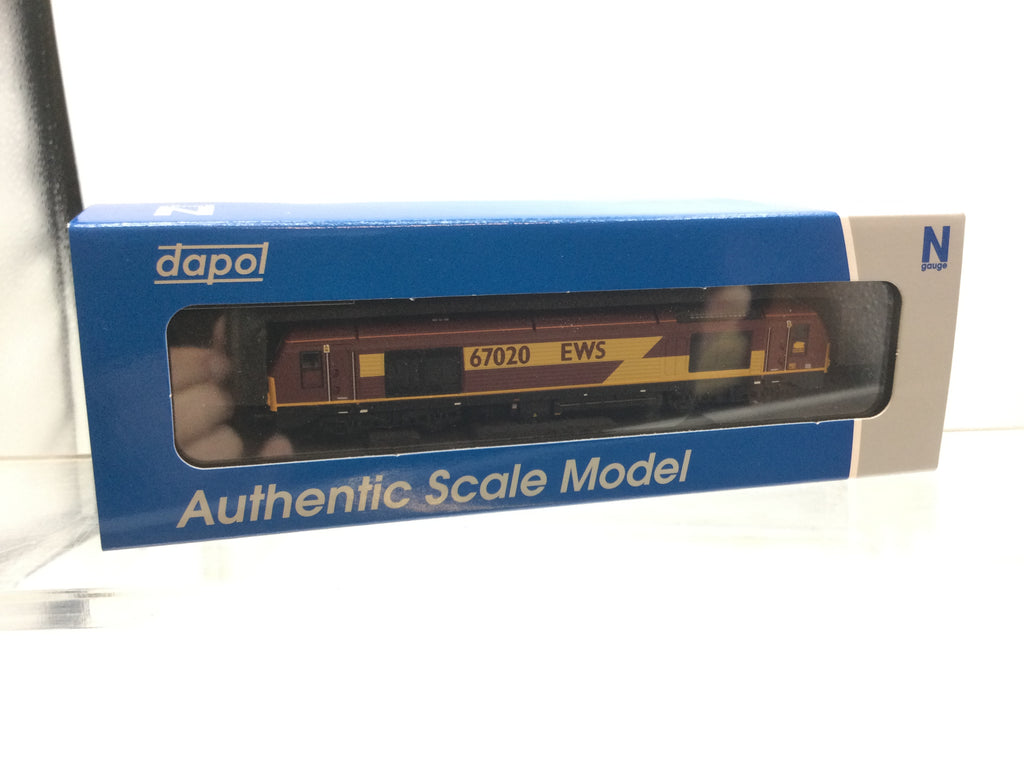 N
dapol
N
gauge
67020 EWS
Authentic Scale Model